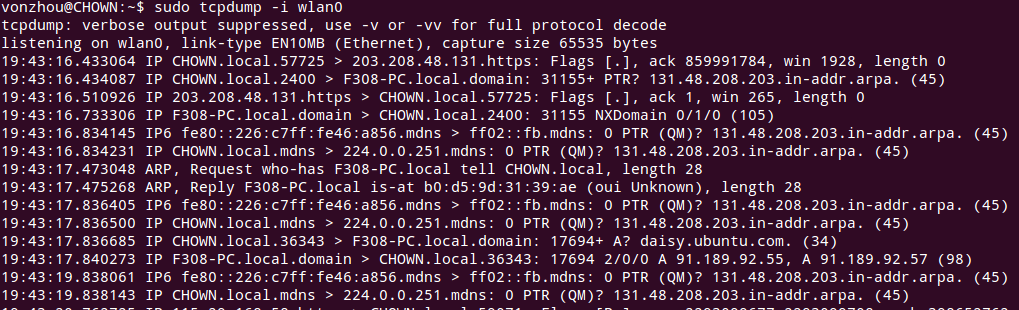 vonzhou@CHOWN:~$ sudo tcpdump -i wlan0
tcpdump: verbose output suppressed, use -v or -vv for full protocol decode
listening on wlan0, link-type EN10MB (Ethernet), capture size 65535 bytes
19:43:16.433064 IP CHOWN.local.57725 > 203.208.48.131.https: Flags [.], ack 859991784, win 1928, length 0
19:43:16.434087 IP CHOWN.local.2400 > F308-PC.local.domain: 31155+ PTR? 131.48.208.203.in-addr.arpa. (45)
19:43:16.510926 IP 203.208.48.131.https > CHOWN.local.57725: Flags [.], ack 1, win 265, length 0
19:43:16.733306 IP F308-PC.local.domain > CHOWN.local.2400: 31155 NXDomain 0/1/0 (105)
19:43:16.834145 IP6 fe80::226:c7ff:fe46:a856.mdns > ff02::fb.mdns: 0 PTR (QM)? 131.48.208.203.in-addr.arpa. (45)
19:43:16.834231 IP CHOWN.local.mdns > 224.0.0.251.mdns: 0 PTR (QM)? 131.48.208.203.in-addr.arpa. (45)
19:43:17.473048 ARP, Request who-has F308-PC.local tell CHOWN.local, length 28
19:43:17.475268 ARP, Reply F308-PC.local is-at b0:d5:9d:31:39:ae (oui Unknown), length 28
19:43:17.836405 IP6 fe80::226:c7ff:fe46:a856.mdns > ff02::fb.mdns: 0 PTR (QM)? 131.48.208.203.in-addr.arpa. (45)
19:43:17.836500 IP CHOWN.local.mdns > 224.0.0.251.mdns: 0 PTR (QM)? 131.48.208.203.in-addr.arpa. (45)
19:43:17.836685 IP CHOWN.local.36343 > F308-PC.local.domain: 17694+ A? daisy.ubuntu.com. (34)
19:43:17.840273 IP F308-PC.local.domain > CHOWN.local.36343: 17694 2/0/0 A 91.189.92.55, A 91.189.92.57 (98)
19:43:19.838061 IP6 fe80::226:c7ff:fe46:a856.mdns > ff02::fb.mdns: 0 PTR (QM)? 131.48.208.203.in-addr.arpa. (45)
19:43:19.838143 IP CHOWN.local.mdns > 224.0.0.251.mdns: 0 PTR (QM)? 131.48.208.203.in-addr.arpa. (45)